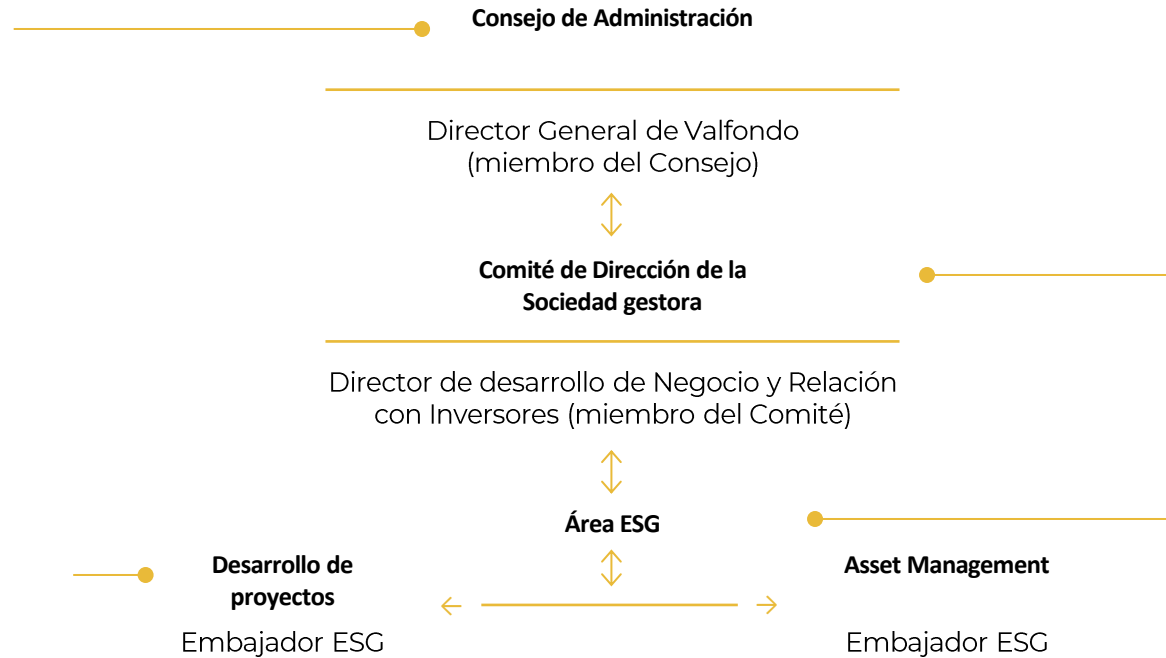 Consejo de Administración
Director General de Valfondo
(miembro del Consejo)
Comité de Dirección de la
Sociedad gestora
Director de desarrollo de Negocio y Relación
con Inversores (miembro del Comité)
Área ESG
Desarrollo de
proyectos
Embajador ESG
Asset Management
Embajador ESG